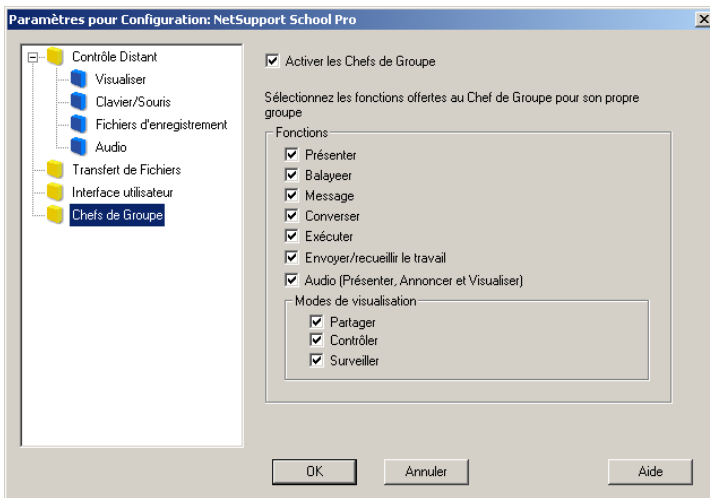 Paramètres pour Configuration: NetSupport School Pro
Contrôle Distant
Visualiser
Clavier/Souris
Fichiers d'enregistrement
Audio
Transfert de Fichiers
Interface utilisateur
Chefs de Groupe
Activer les Chefs de Groupe
Sélectionnez les fonctions offertes au Chef de Groupe pour son propre
groupe
Fonctions
Présenter
Balayeer
Message
Converser
Exécuter
Envoyer/recueillir le travail
Audio (Présenter, Annoncer et Visualiser)
Modes de visualisation
Partager
Contrôler
Surveiller
OK
Annuler
Aide